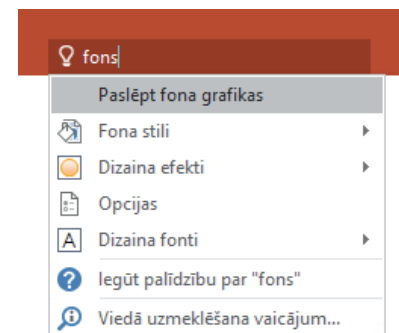 fons
Paslēpt fona grafikas
Fona stili
Dizaina efekti
Opcijas
A Dizaina fonti
Iegūt palīdzību par "fons"
Viedā uzmeklēšana vaicājum...